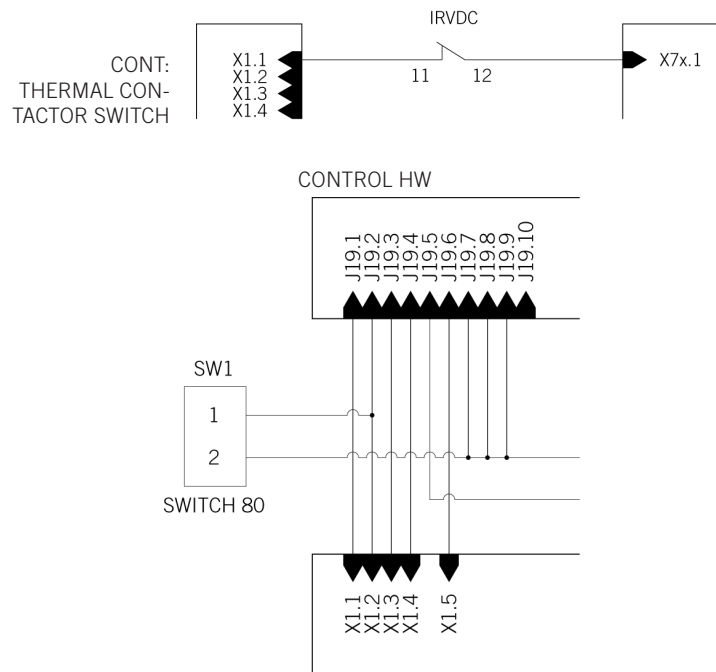 IRVDC
CONT:
THERMAL CON-
TACTOR SWITCH
X1.1
X1.2
X1.3
X1.4
11 12
X7x.1
CONTROL HW
J19.1
J19.2
J19.3
J19.4
J19.5
J19.6
J19.7
J19.8
J19.9
J19.10
SW1
1
2
SWITCH 80
X1.1
X1.2
X1.3
X1.4
X1.5